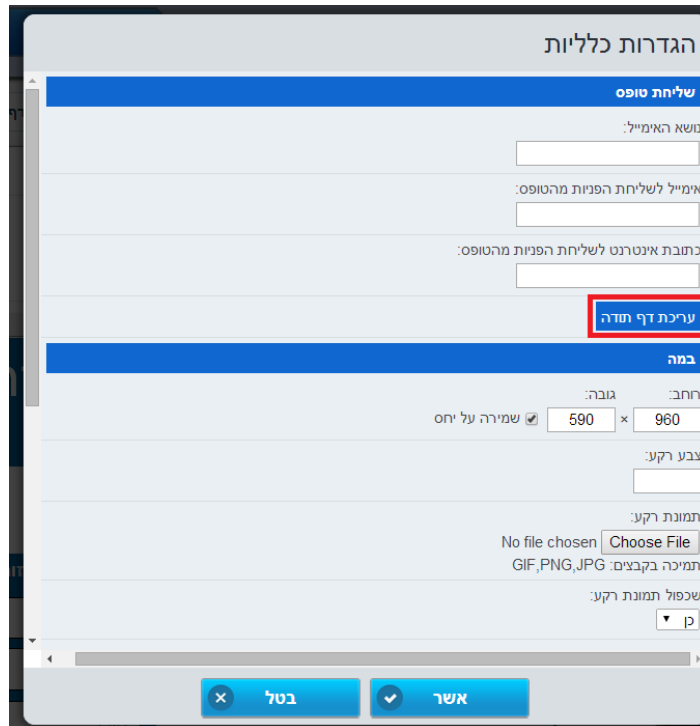 הגדרות כלליות
שליחת טופס
נושא האימייל:
אימייל לשליחת הפניות מהטופס:
כתובת אינטרנט לשליחת הפניות מהטופס:
עריכת דף תודה
במה
רוחב: גובה:
960 × 590 שמירה על יחס
צבע רקע:
תמונת רקע:
Choose File No file chosen
תמיכה בקבצים: GIF,PNG,JPG
שכפול תמונת רקע:
כן
אשר בטל